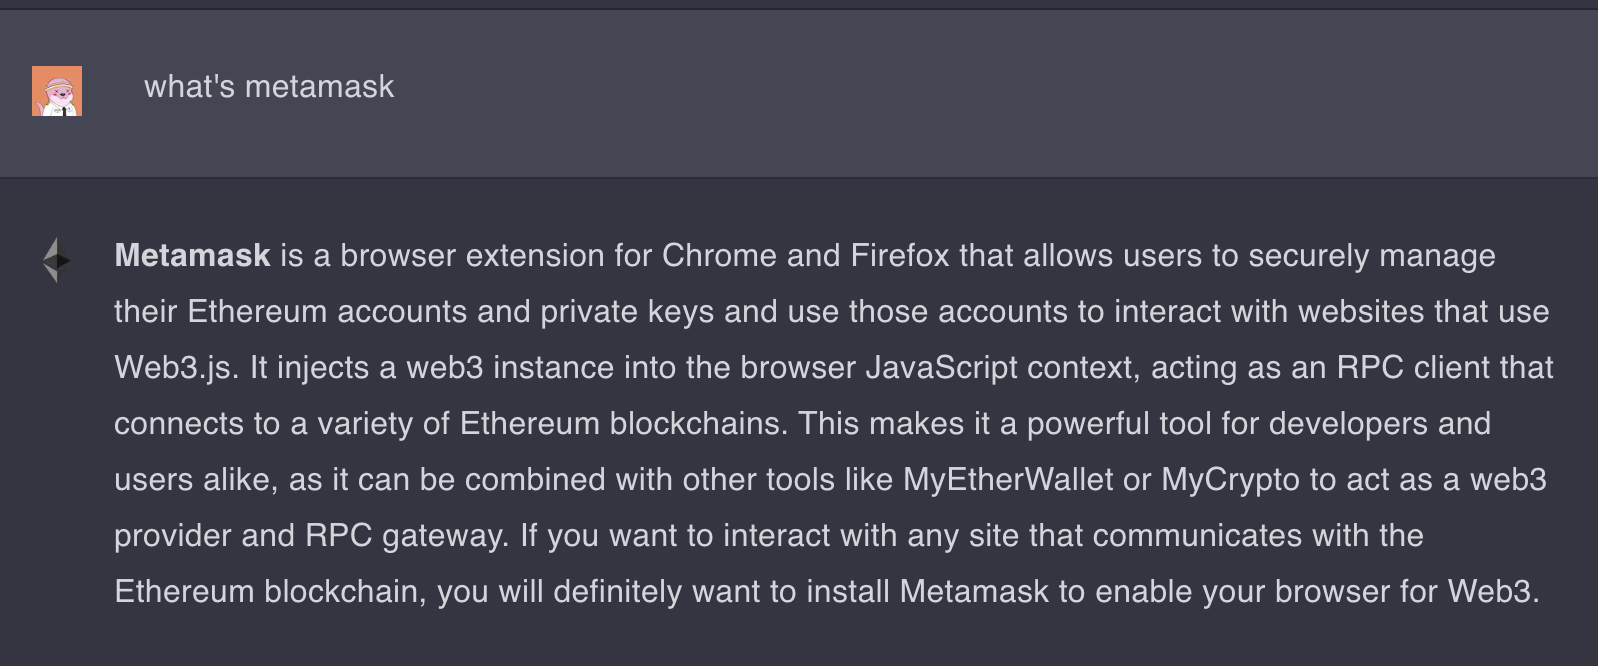 what's metamask
Metamask is a browser extension for Chrome and Firefox that allows users to securely manage
their Ethereum accounts and private keys and use those accounts to interact with websites that use
Web3.js. It injects a web3 instance into the browser JavaScript context, acting as an RPC client that
connects to a variety of Ethereum blockchains. This makes it a powerful tool for developers and
users alike, as it can be combined with other tools like MyEtherWallet or MyCrypto to act as a web3
provider and RPC gateway. If you want to interact with any site that communicates with the
Ethereum blockchain, you will definitely want to install Metamask to enable your browser for Web3.